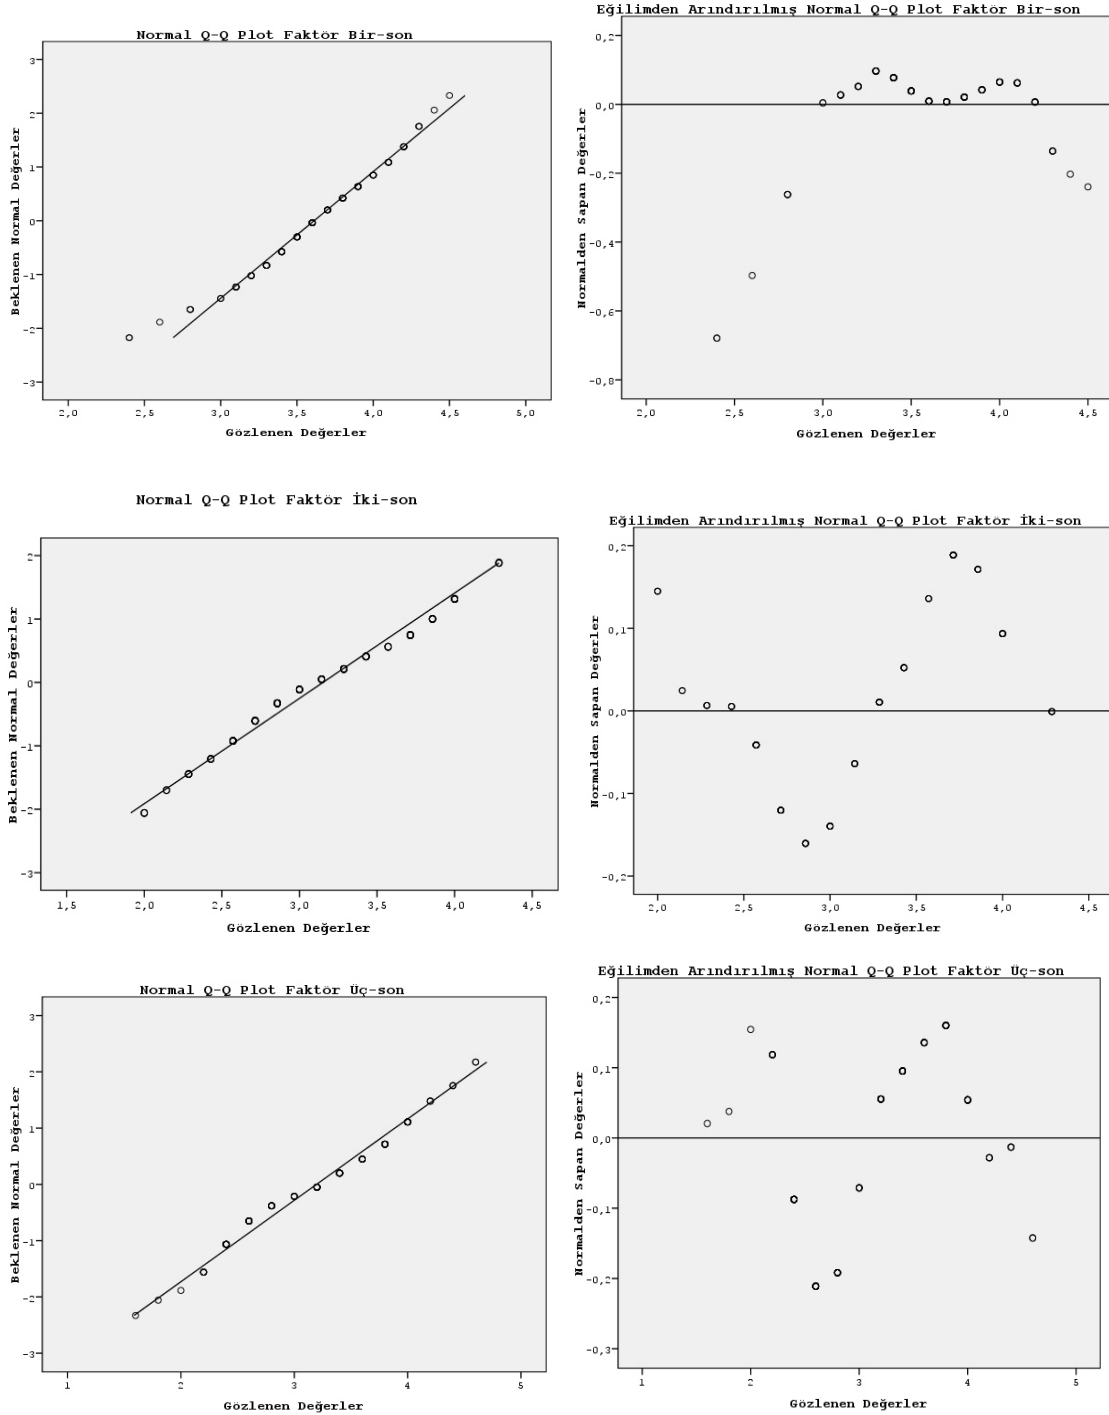 Normal Q-Q Plot Faktör Bir-son
Beklenen Normal Değerler
3
2
1
0
-1
-2
-3
2,0 2,5 3,0 3,5 4,0 4,5 5,0
Gözlenen Değerler
Eğilimden Arındırılmış Normal Q-Q Plot Faktör Bir-son
Normalden Sapan Değerler
0,2
0,0
-0,2
-0,4
-0,6
-0,8
2,0 2,5 3,0 3,5 4,0 4,5
Gözlenen Değerler
Normal Q-Q Plot Faktör İki-son
Beklenen Normal Değerler
2
1
0
-1
-2
-3
1,5 2,0 2,5 3,0 3,5 4,0 4,5
Gözlenen Değerler
Eğilimden Arındırılmış Normal Q-Q Plot Faktör İki-son
Normalden Sapan Değerler
0,2
0,1
0,0
-0,1
-0,2
2,0 2,5 3,0 3,5 4,0 4,5
Gözlenen Değerler
Normal Q-Q Plot Faktör Üç-son
Beklenen Normal Değerler
3
2
1
0
-1
-2
-3
1 2 3 4 5
Gözlenen Değerler
Eğilimden Arındırılmış Normal Q-Q Plot Faktör Üç-son
Normalden Sapan Değerler
0,2
0,1
0,0
-0,1
-0,2
-0,3
1 2 3 4 5
Gözlenen Değerler